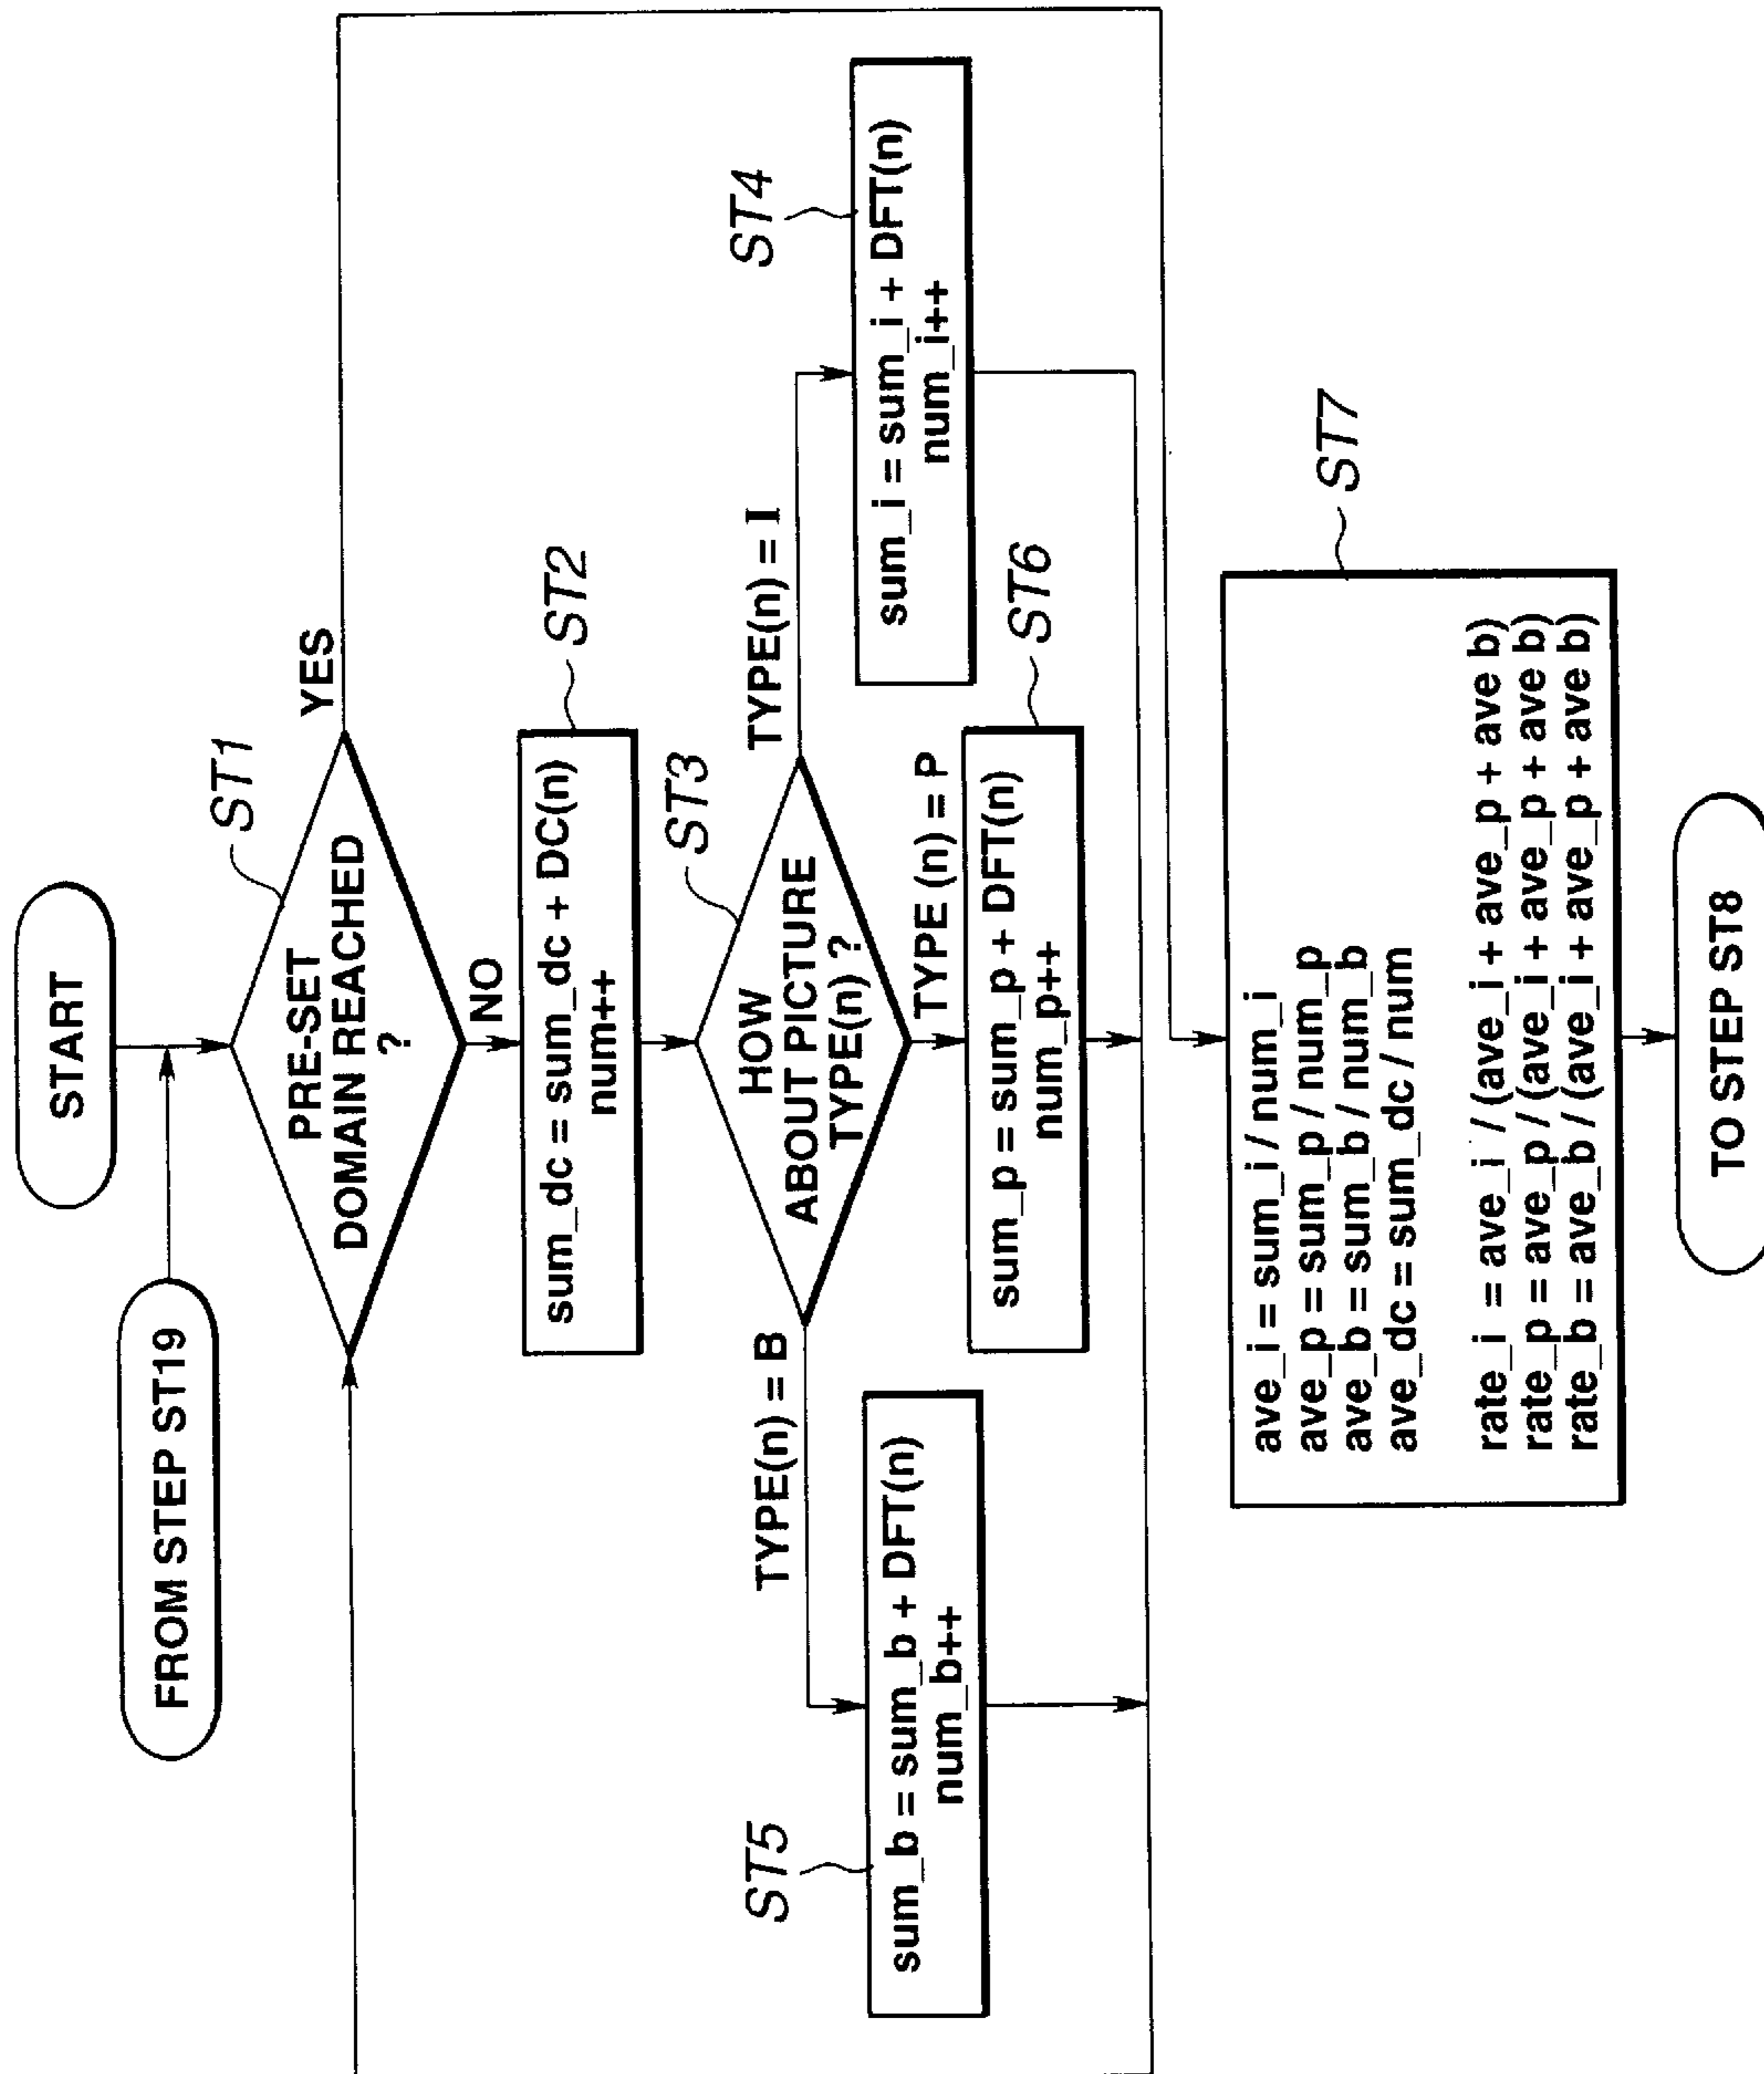 START
FROM STEP ST19
ST1
PRE-SET
DOMAIN REACHED
?
YES
NO
ST2
sum_dc = sum_dc + DC(n)
num++
ST3
HOW
ABOUT PICTURE
TYPE(n) ?
TYPE(n) = B
TYPE (n) = P
TYPE(n) = I
ST5
sum_b = sum_b + DFT(n)
num_b++
ST6
sum_p = sum_p + DFT(n)
num_p++
ST4
sum_i = sum_i + DFT(n)
num_i++
ST7
ave_i = sum_i / num_i
ave_p = sum_p / num_p
ave_b = sum_b / num_b
ave_dc = sum_dc / num
rate_i = ave_i / (ave_i + ave_p + ave b)
rate_p = ave_p / (ave_i + ave_p + ave b)
rate_b = ave_b / (ave_i + ave_p + ave b)
TO STEP ST8